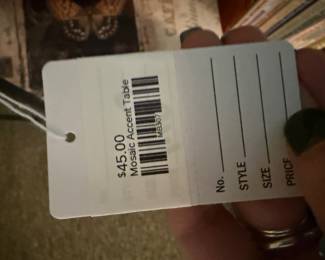 $45.00
Mosaic Accent Table
No.
STYLE
SIZE
PRICE